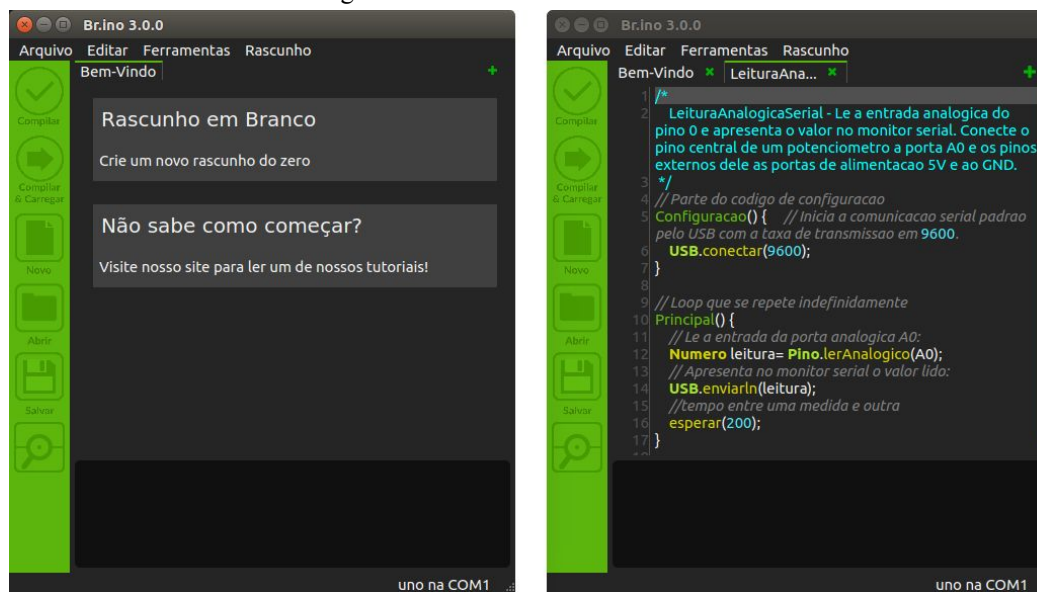 Br.ino 3.0.0
Arquivo Editar Ferramentas Rascunho
Bem-Vindo +
Compilar
Compilar
& Carregar
Novo
Abrir
Salvar
Rascunho em Branco
Crie um novo rascunho do zero
Não sabe como começar?
Visite nosso site para ler um de nossos tutoriais!
uno na COM1
Br.ino 3.0.0
Arquivo Editar Ferramentas Rascunho
Bem-Vindo × LeituraAna... × +
Compilar
Compilar
& Carregar
Novo
Abrir
Salvar
1 /*
2 LeituraAnalogicaSerial - Le a entrada analogica do
pino 0 e apresenta o valor no monitor serial. Conecte o
pino central de um potenciometro a porta A0 e os pinos
externos dele as portas de alimentacao 5V e ao GND.
3 */
4 // Parte do codigo de configuracao
5 Configuracao() { // Inicia a comunicacao serial padrao
pelo USB com a taxa de transmissao em 9600.
6 USB.conectar(9600);
7 }
8
9 // Loop que se repete indefinidamente
10 Principal() {
11 // Le a entrada da porta analogica A0:
12 Numero leitura= Pino.lerAnalogico(A0);
13 // Apresenta no monitor serial o valor lido:
14 USB.enviarln(leitura);
15 //tempo entre uma medida e outra
16 esperar(200);
17 }
uno na COM1